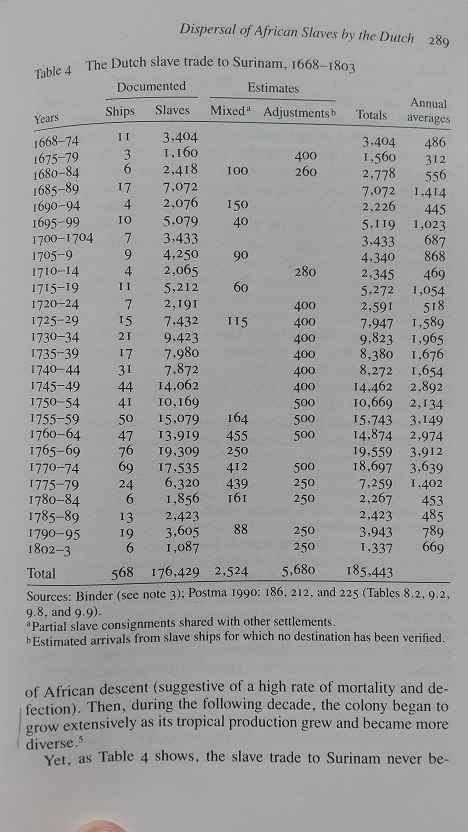 Dispersal of African Slaves by the Dutch 289
Table 4 The Dutch slave trade to Surinam, 1668–1803
Documented Estimates
Years Ships Slaves Mixedᵃ Adjustmentsᵇ Totals Annual averages
1668–74 11 3,404 3,404 486
1675–79 3 1,160 400 1,560 312
1680–84 6 2,418 100 260 2,778 556
1685–89 17 7,072 7,072 1,414
1690–94 4 2,076 150 2,226 445
1695–99 10 5,079 40 5,119 1,023
1700–1704 7 3,433 3,433 687
1705–9 9 4,250 90 4,340 868
1710–14 4 2,065 280 2,345 469
1715–19 11 5,212 60 5,272 1,054
1720–24 7 2,191 400 2,591 518
1725–29 15 7,432 115 400 7,947 1,589
1730–34 21 9,423 400 9,823 1,965
1735–39 17 7,980 400 8,380 1,676
1740–44 31 7,872 400 8,272 1,654
1745–49 44 14,062 400 14,462 2,892
1750–54 41 10,169 500 10,669 2,134
1755–59 50 15,079 164 500 15,743 3,149
1760–64 47 13,919 455 500 14,874 2,974
1765–69 76 19,309 250 19,559 3,912
1770–74 69 17,535 412 500 18,697 3,639
1775–79 24 6,320 439 250 7,259 1,402
1780–84 6 1,856 161 250 2,267 453
1785–89 13 2,423 2,423 485
1790–95 19 3,605 88 250 3,943 789
1802–3 6 1,087 250 1,337 669
Total 568 176,429 2,524 5,680 185,443
Sources: Binder (see note 3); Postma 1990: 186, 212, and 225 (Tables 8.2, 9.2,
9.8, and 9.9).
ᵃPartial slave consignments shared with other settlements.
ᵇEstimated arrivals from slave ships for which no destination has been verified.
of African descent (suggestive of a high rate of mortality and de-
fection). Then, during the following decade, the colony began to
grow extensively as its tropical production grew and became more
diverse.⁵
Yet, as Table 4 shows, the slave trade to Surinam never be-